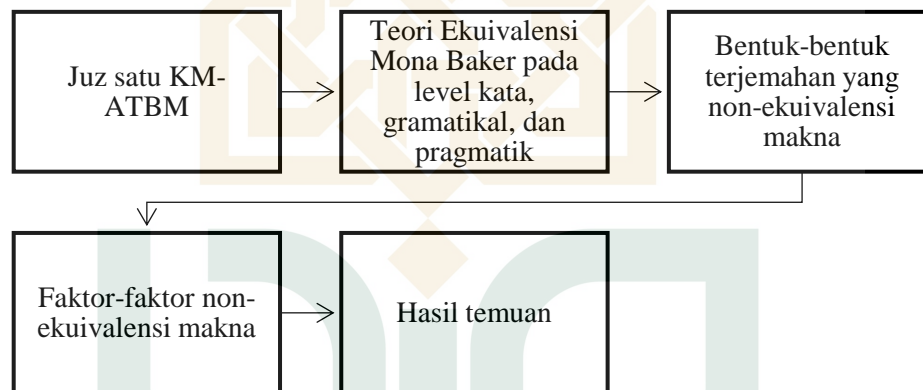 Juz satu KM-
ATBM
Teori Ekuivalensi
Mona Baker pada
level kata,
gramatikal, dan
pragmatik
Bentuk-bentuk
terjemahan yang
non-ekuivalensi
makna
Faktor-faktor non-
ekuivalensi makna
Hasil temuan